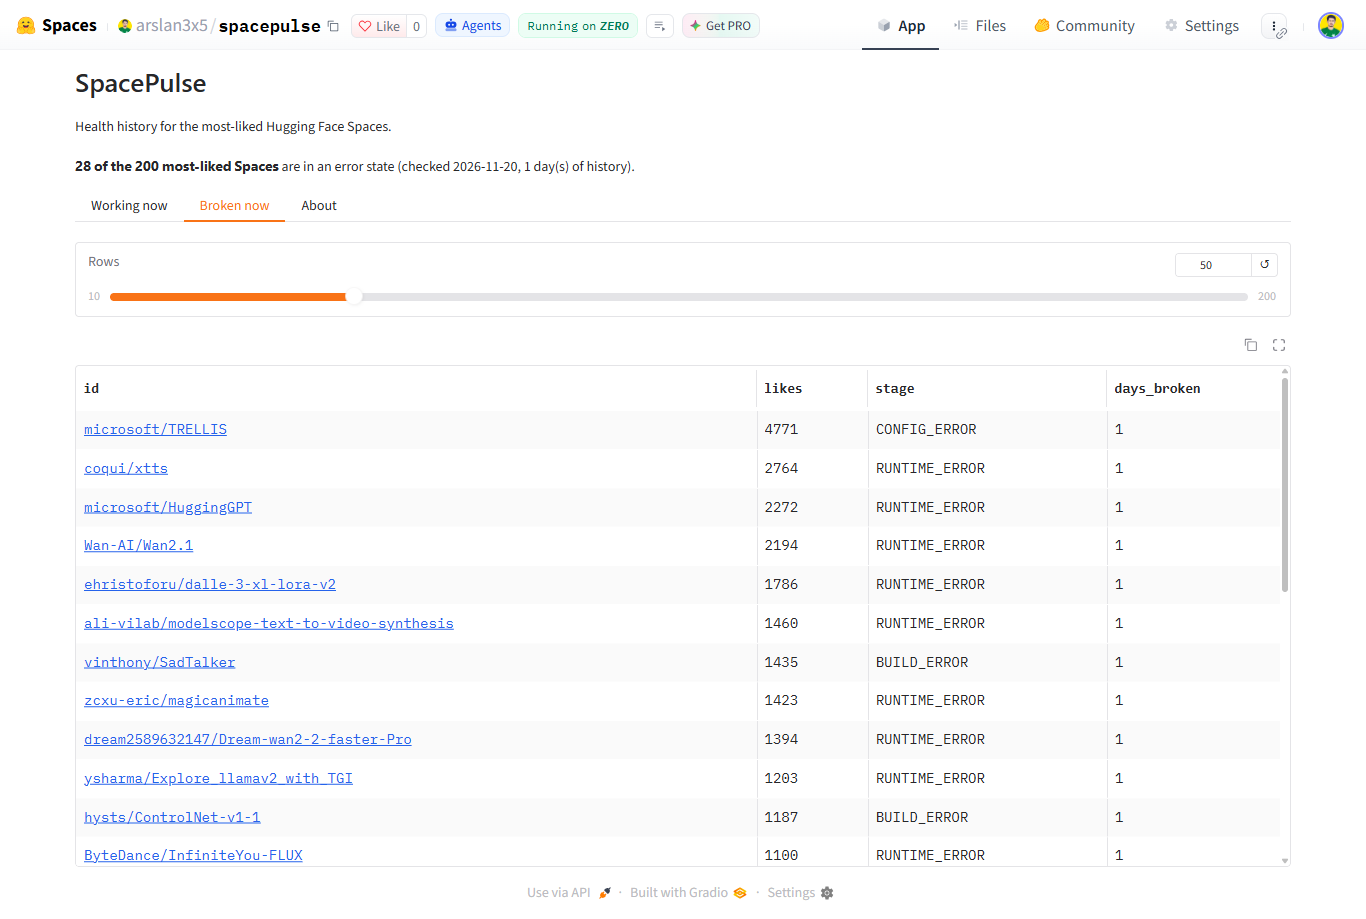 Spaces arslan3x5/spacepulse Like 0 Agents Running on ZERO Get PRO App Files Community Settings
SpacePulse
Health history for the most-liked Hugging Face Spaces.
28 of the 200 most-liked Spaces are in an error state (checked 2026-11-20, 1 day(s) of history).
Working now Broken now About
Rows 50
10 200
id likes stage days_broken
microsoft/TRELLIS 4771 CONFIG_ERROR 1
coqui/xtts 2764 RUNTIME_ERROR 1
microsoft/HuggingGPT 2272 RUNTIME_ERROR 1
Wan-AI/Wan2.1 2194 RUNTIME_ERROR 1
ehristoforu/dalle-3-xl-lora-v2 1786 RUNTIME_ERROR 1
ali-vilab/modelscope-text-to-video-synthesis 1460 RUNTIME_ERROR 1
vinthony/SadTalker 1435 BUILD_ERROR 1
zcxu-eric/magicanimate 1423 RUNTIME_ERROR 1
dream2589632147/Dream-wan2-2-faster-Pro 1394 RUNTIME_ERROR 1
ysharma/Explore_llamav2_with_TGI 1203 RUNTIME_ERROR 1
hysts/ControlNet-v1-1 1187 BUILD_ERROR 1
ByteDance/InfiniteYou-FLUX 1100 RUNTIME_ERROR 1
Use via API · Built with Gradio · Settings